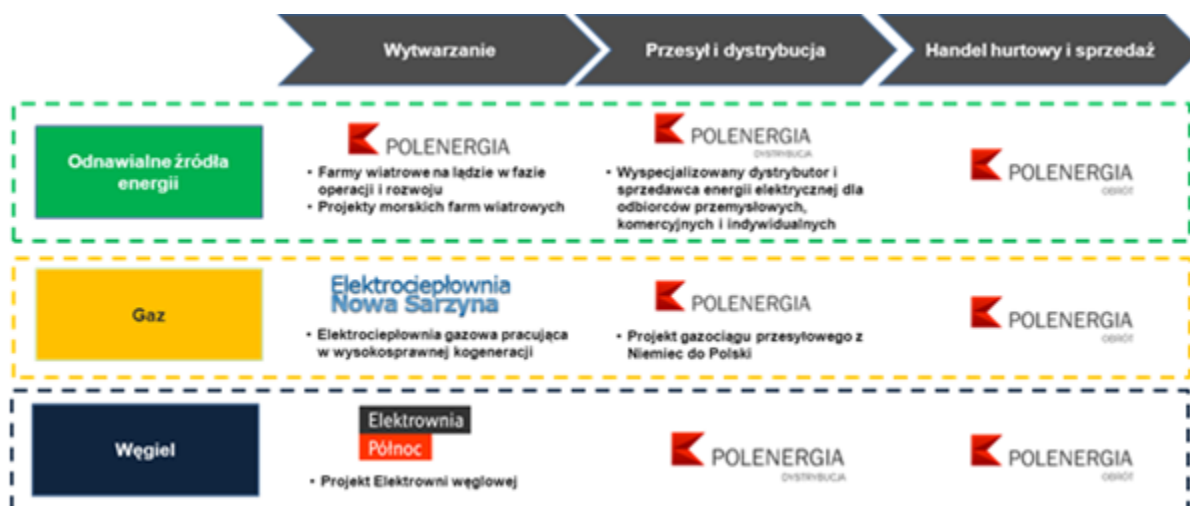 Wytwarzanie
Przesył i dystrybucja
Handel hurtowy i sprzedaż
Odnawialne źródła
energii
POLENERGIA
• Farmy wiatrowe na lądzie w fazie
operacji i rozwoju
• Projekty morskich farm wiatrowych
POLENERGIA
DYSTRYBUCJA
• Wyspecjalizowany dystrybutor i
sprzedawca energii elektrycznej dla
odbiorców przemysłowych,
komercyjnych i indywidualnych
POLENERGIA
OBRÓT
Gaz
Elektrociepłownia
Nowa Sarzyna
• Elektrociepłownia gazowa pracująca
w wysokosprawnej kogeneracji
POLENERGIA
• Projekt gazociągu przesyłowego z
Niemiec do Polski
POLENERGIA
OBRÓT
Węgiel
Elektrownia
Północ
• Projekt Elektrowni węglowej
POLENERGIA
DYSTRYBUCJA
POLENERGIA
OBRÓT